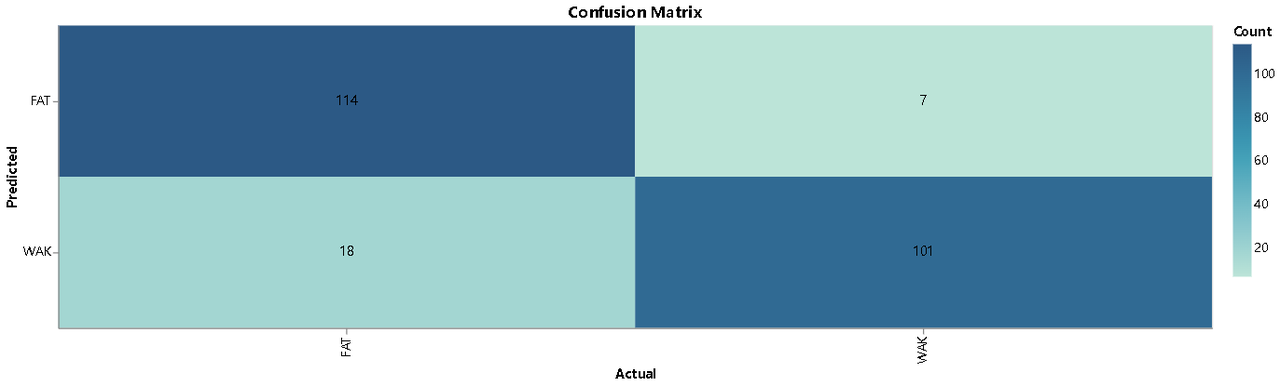 Confusion Matrix
Count
100
80
60
40
20
Predicted
FAT
114
7
WAK
18
101
FAT
WAK
Actual